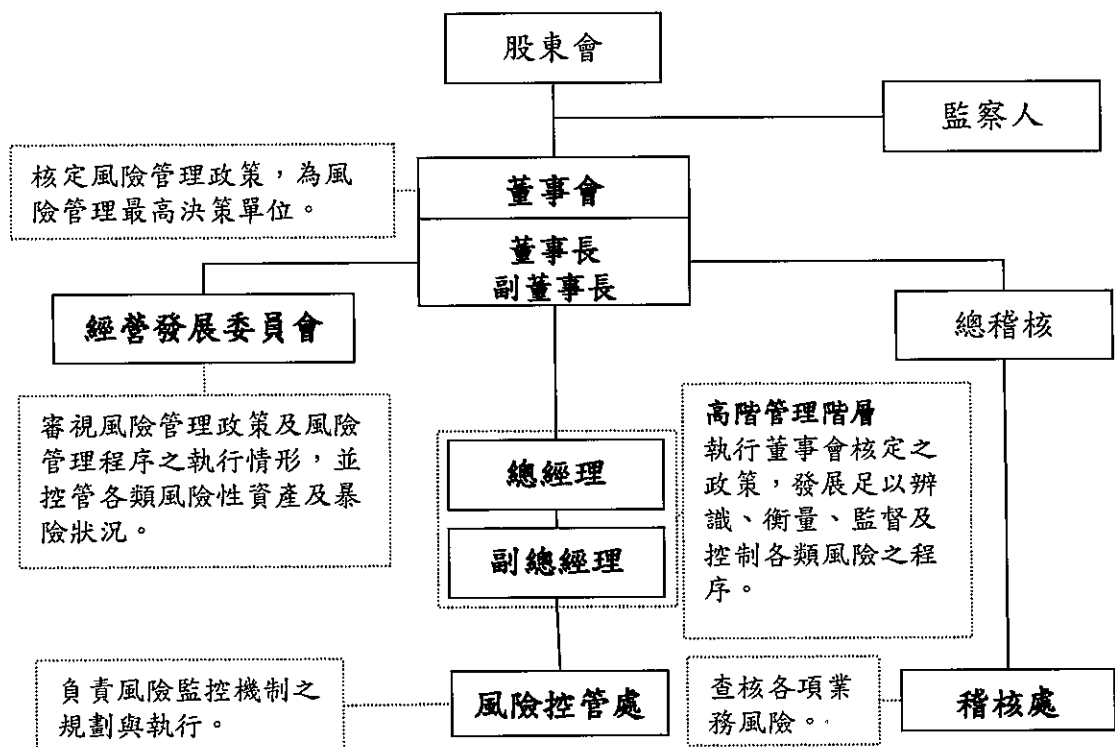 股東會
監察人
核定風險管理政策，為風
險管理最高決策單位。
董事會
董事長
副董事長
經營發展委員會
總稽核
審視風險管理政策及風險
管理程序之執行情形，並
控管各類風險性資產及暴
險狀況。
總經理
副總經理
高階管理階層
執行董事會核定之
政策，發展足以辨
識、衡量、監督及
控制各類風險之程
序。
負責風險監控機制之
規劃與執行。
風險控管處
查核各項業
務風險。
稽核處